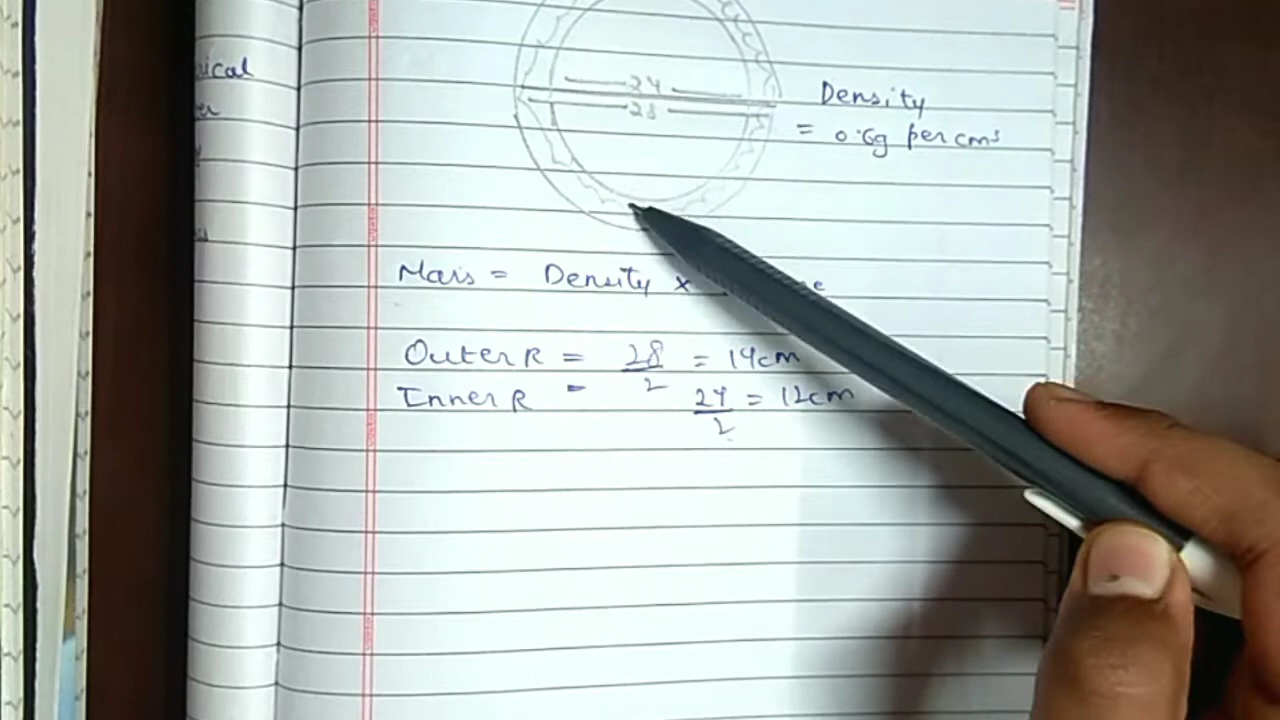 24
28
Density
= 0.6g per cm³
Mass = Density ×
Outer R = 28/2 = 14cm
Inner R = 24/2 = 12cm